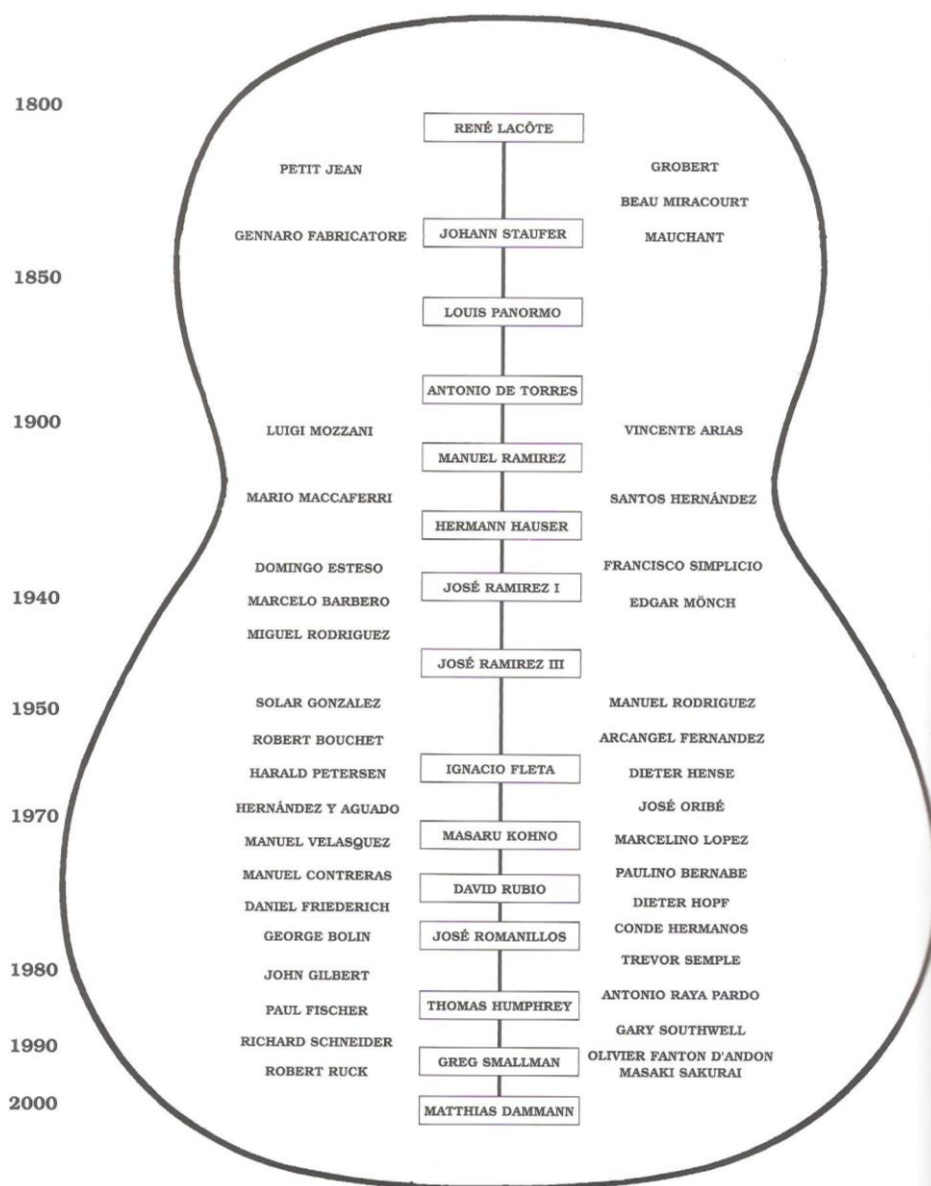 1800
RENÉ LACÔTE
PETIT JEAN
GROBERT
BEAU MIRACOURT
GENNARO FABRICATORE
JOHANN STAUFER
MAUCHANT
1850
LOUIS PANORMO
ANTONIO DE TORRES
1900
LUIGI MOZZANI
VINCENTE ARIAS
MANUEL RAMIREZ
MARIO MACCAFERRI
SANTOS HERNÁNDEZ
HERMANN HAUSER
DOMINGO ESTESO
FRANCISCO SIMPLICIO
JOSÉ RAMIREZ I
1940
MARCELO BARBERO
EDGAR MÖNCH
MIGUEL RODRIGUEZ
JOSÉ RAMIREZ III
SOLAR GONZALEZ
MANUEL RODRIGUEZ
1950
ROBERT BOUCHET
ARCANGEL FERNANDEZ
HARALD PETERSEN
IGNACIO FLETA
DIETER HENSE
HERNÁNDEZ Y AGUADO
JOSÉ ORIBÉ
1970
MANUEL VELASQUEZ
MASARU KOHNO
MARCELINO LOPEZ
MANUEL CONTRERAS
PAULINO BERNABE
DAVID RUBIO
DANIEL FRIEDERICH
DIETER HOPF
GEORGE BOLIN
JOSÉ ROMANILLOS
CONDE HERMANOS
TREVOR SEMPLE
1980
JOHN GILBERT
ANTONIO RAYA PARDO
PAUL FISCHER
THOMAS HUMPHREY
GARY SOUTHWELL
1990
RICHARD SCHNEIDER
GREG SMALLMAN
OLIVIER FANTON D'ANDON
ROBERT RUCK
MASAKI SAKURAI
2000
MATTHIAS DAMMANN